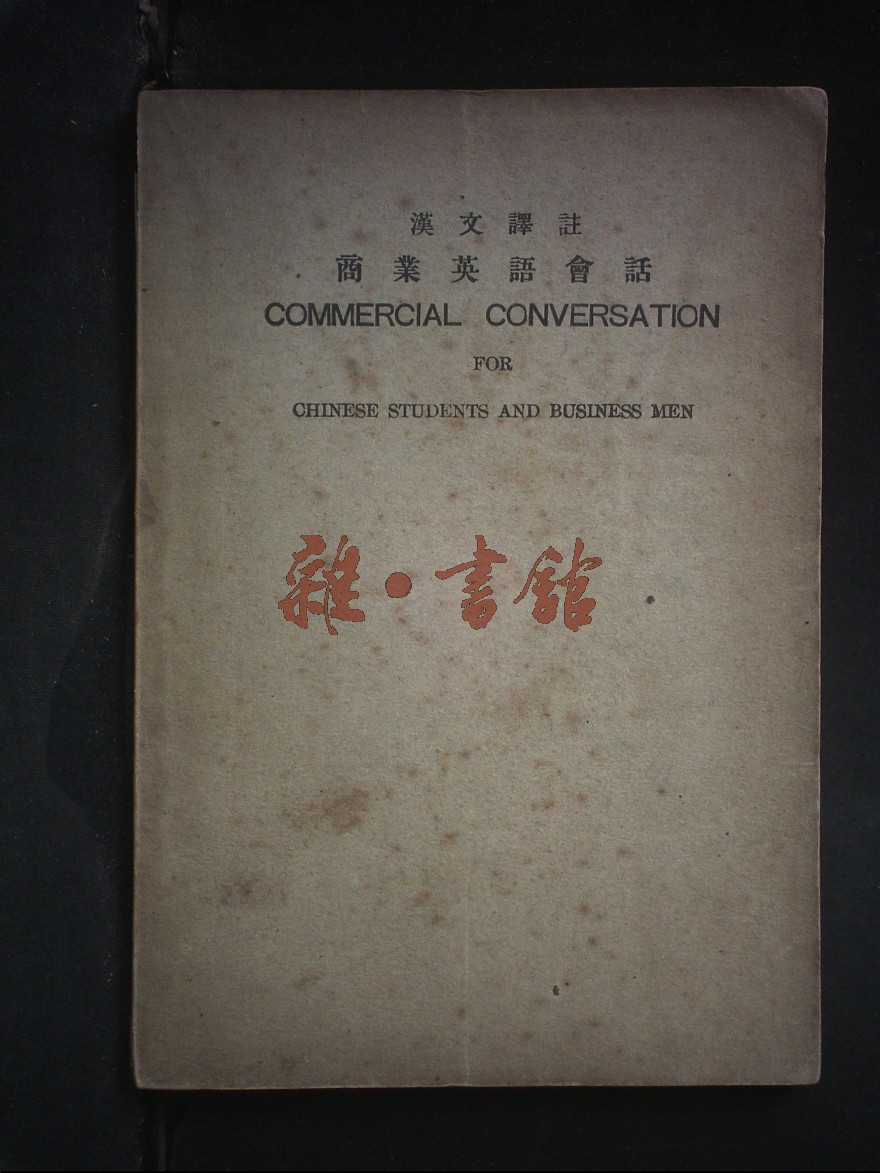 漢文譯註
商業英語會話
COMMERCIAL CONVERSATION
FOR
CHINESE STUDENTS AND BUSINESS MEN
雜·書館